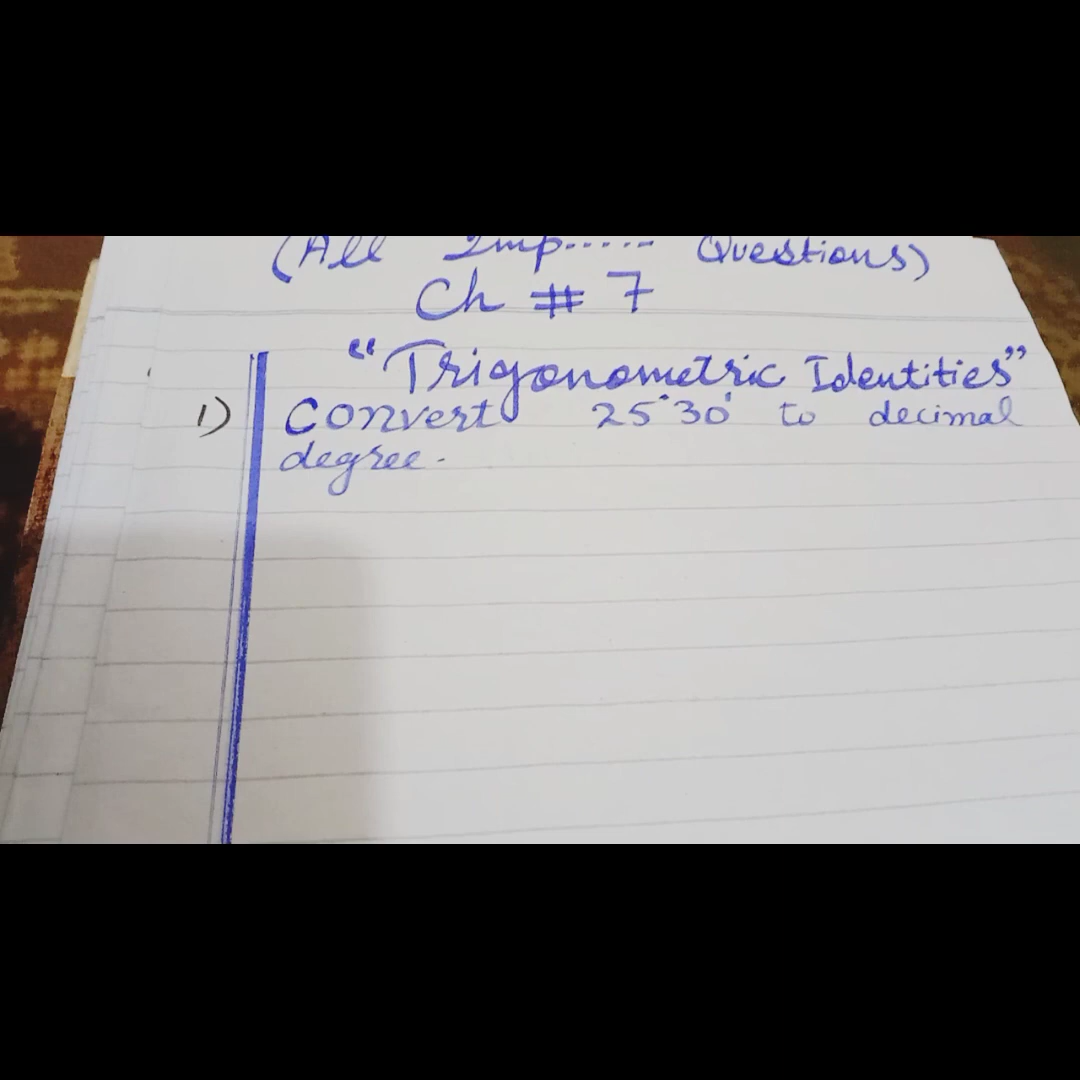 (All Imp...... Questions)
Ch # 7
"Trigonometric Identities"
1) Convert 25°30' to decimal
degree.